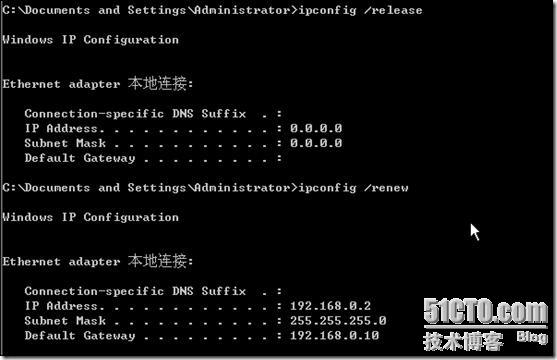 C:\Documents and Settings\Administrator>ipconfig /release
Windows IP Configuration
Ethernet adapter 本地连接:
Connection-specific DNS Suffix . :
IP Address. . . . . . . . . . . . : 0.0.0.0
Subnet Mask . . . . . . . . . . . : 0.0.0.0
Default Gateway . . . . . . . . . :
C:\Documents and Settings\Administrator>ipconfig /renew
Windows IP Configuration
Ethernet adapter 本地连接:
Connection-specific DNS Suffix . :
IP Address. . . . . . . . . . . . : 192.168.0.2
Subnet Mask . . . . . . . . . . . : 255.255.255.0
Default Gateway . . . . . . . . . : 192.168.0.10
51CTO.com
技术博客 Blog